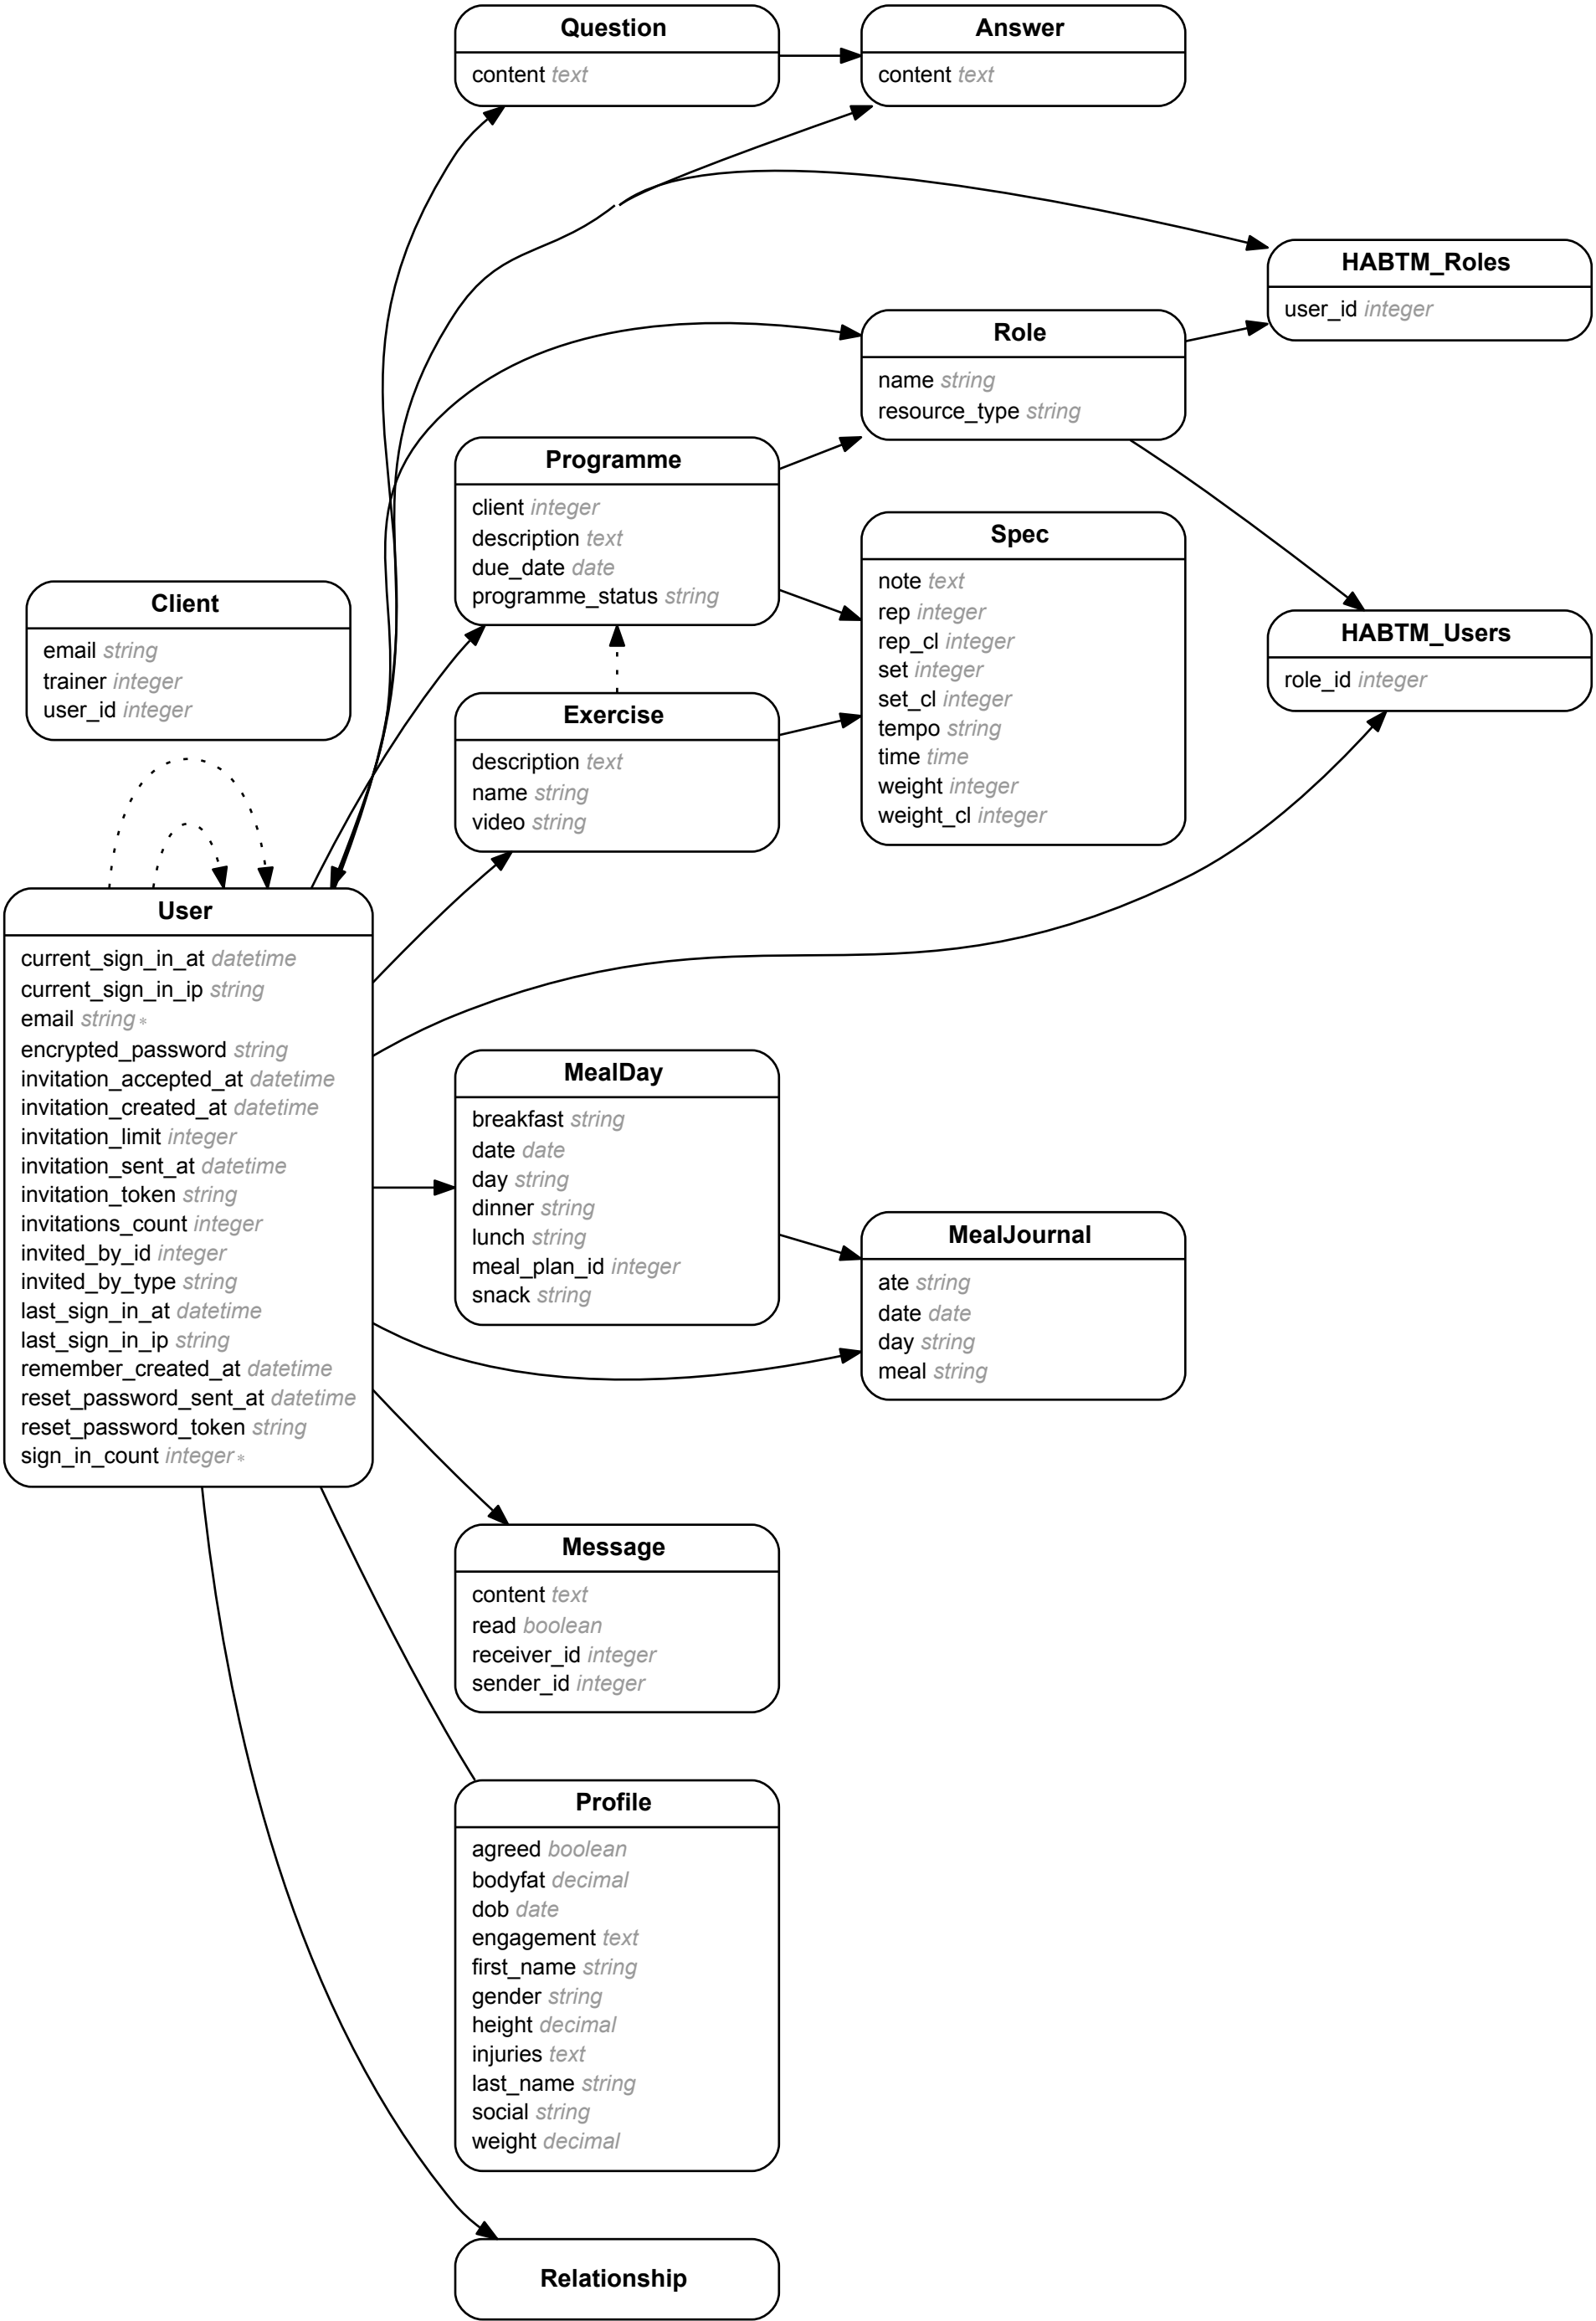 Question
content text
Answer
content text
HABTM_Roles
user_id integer
Role
name string
resource_type string
Programme
client integer
description text
due_date date
programme_status string
Spec
note text
rep integer
rep_cl integer
set integer
set_cl integer
tempo string
time time
weight integer
weight_cl integer
Client
email string
trainer integer
user_id integer
HABTM_Users
role_id integer
Exercise
description text
name string
video string
User
current_sign_in_at datetime
current_sign_in_ip string
email string *
encrypted_password string
invitation_accepted_at datetime
invitation_created_at datetime
invitation_limit integer
invitation_sent_at datetime
invitation_token string
invitations_count integer
invited_by_id integer
invited_by_type string
last_sign_in_at datetime
last_sign_in_ip string
remember_created_at datetime
reset_password_sent_at datetime
reset_password_token string
sign_in_count integer *
MealDay
breakfast string
date date
day string
dinner string
lunch string
meal_plan_id integer
snack string
MealJournal
ate string
date date
day string
meal string
Message
content text
read boolean
receiver_id integer
sender_id integer
Profile
agreed boolean
bodyfat decimal
dob date
engagement text
first_name string
gender string
height decimal
injuries text
last_name string
social string
weight decimal
Relationship